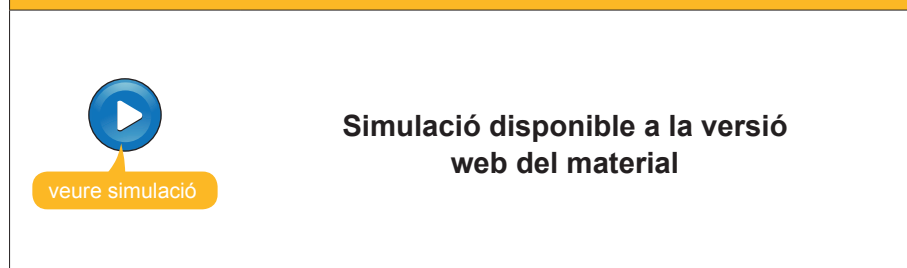 Simulació disponible a la versió
web del material
veure simulació